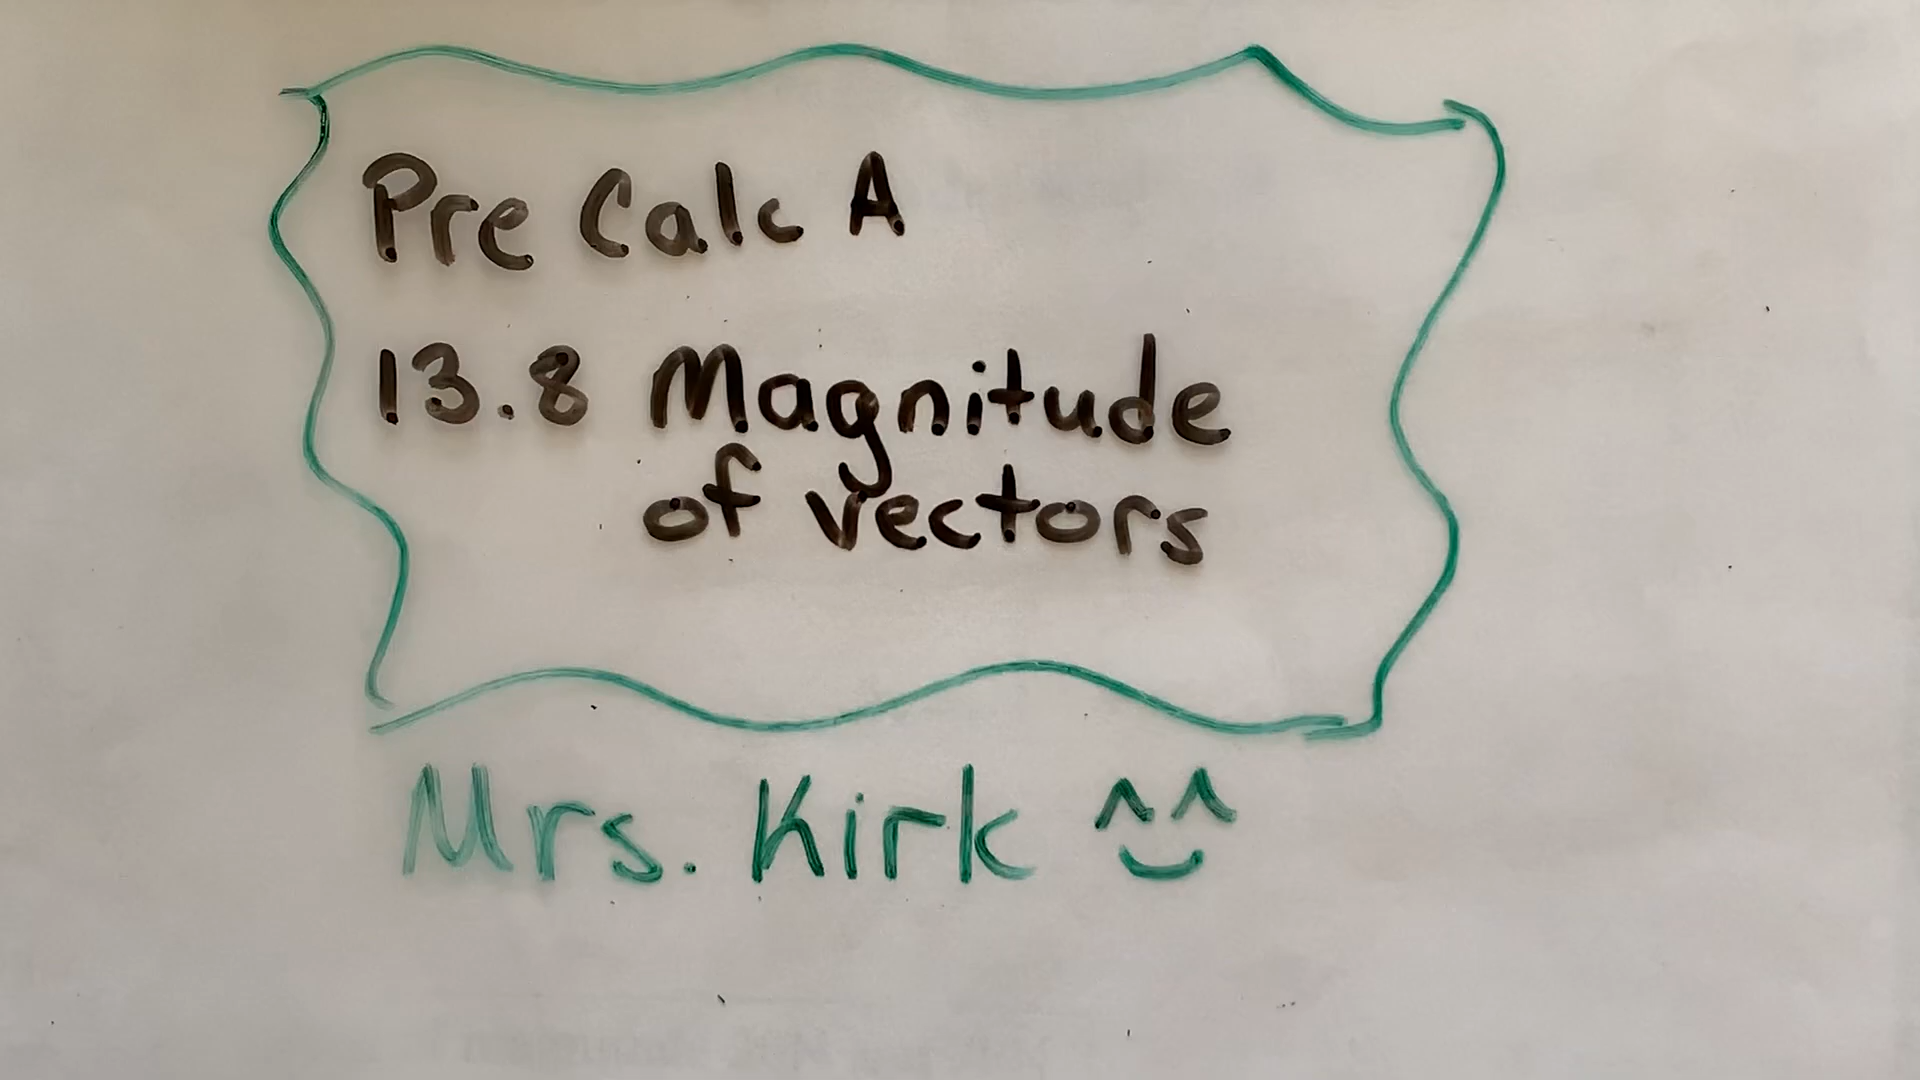 Pre Calc A
13.8 Magnitude
of vectors
Mrs. Kirk